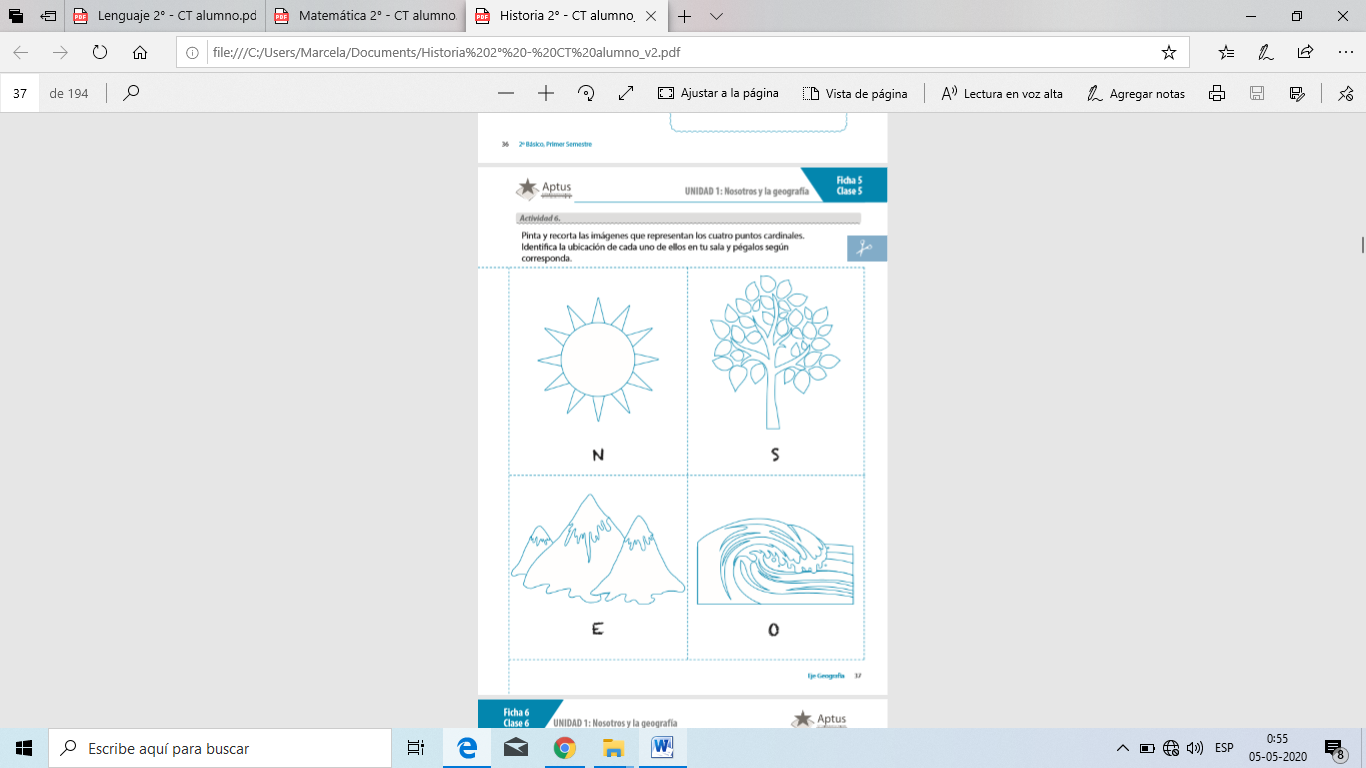 Lenguaje 2° - CT alumno.pd
Matemática 2° - CT alumno
Historia 2° - CT alumno_
file:///C:/Users/Marcela/Documents/Historia%202°%20-%20CT%20alumno_v2.pdf
37 de 194
Ajustar a la página
Vista de página
Lectura en voz alta
Agregar notas
36 2º Básico, Primer Semestre
Aptus
UNIDAD 1: Nosotros y la geografía
Ficha 5
Clase 5
Actividad 6.
Pinta y recorta las imágenes que representan los cuatro puntos cardinales.
Identifica la ubicación de cada uno de ellos en tu sala y pégalos según
corresponda.
N
S
E
O
Eje Geografía 37
Ficha 6
Clase 6
UNIDAD 1: Nosotros y la geografía
Aptus
Escribe aquí para buscar
ESP
0:55
05-05-2020
8